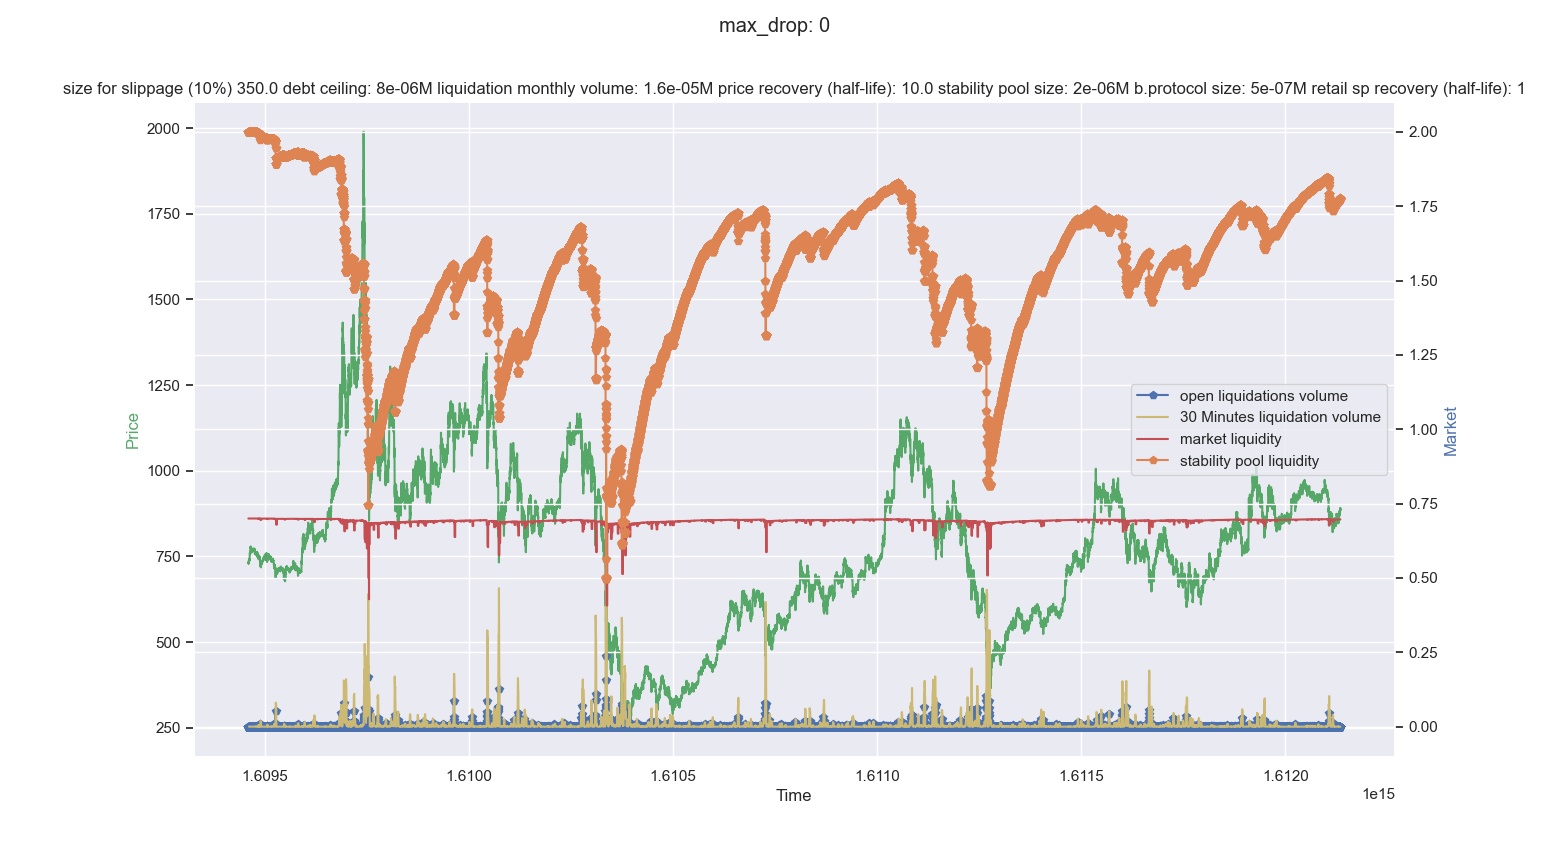 max_drop: 0
size for slippage (10%) 350.0 debt ceiling: 8e-06M liquidation monthly volume: 1.6e-05M price recovery (half-life): 10.0 stability pool size: 2e-06M b.protocol size: 5e-07M retail sp recovery (half-life): 1
2000
1750
1500
1250
1000
750
500
250
Price
2.00
1.75
1.50
1.25
1.00
0.75
0.50
0.25
0.00
Market
open liquidations volume
30 Minutes liquidation volume
market liquidity
stability pool liquidity
1.6095
1.6100
1.6105
1.6110
1.6115
1.6120
Time
1e15